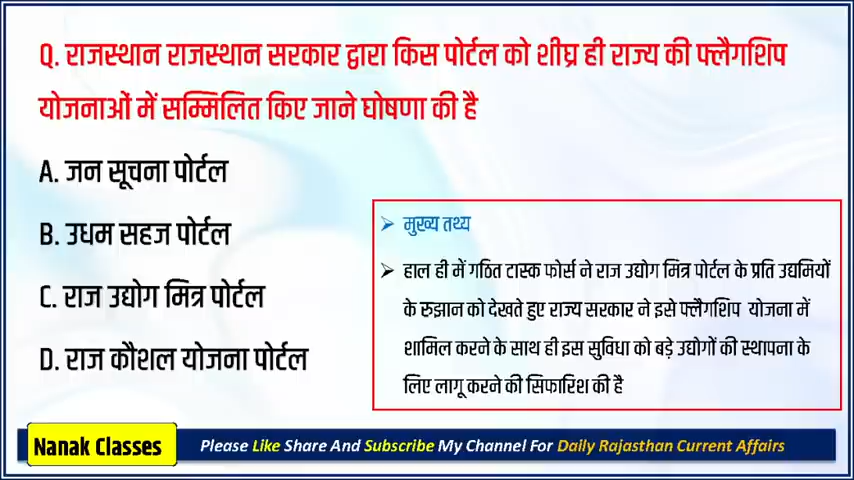 Q. राजस्थान राजस्थान सरकार द्वारा किस पोर्टल को शीघ्र ही राज्य की फ्लैगशिप
योजनाओं में सम्मिलित किए जाने घोषणा की है
A. जन सूचना पोर्टल
B. उधम सहज पोर्टल
C. राज उद्योग मित्र पोर्टल
D. राज कौशल योजना पोर्टल
➢ मुख्य तथ्य
➢ हाल ही में गठित टास्क फोर्स ने राज उद्योग मित्र पोर्टल के प्रति उद्यमियों
के रुझान को देखते हुए राज्य सरकार ने इसे फ्लैगशिप योजना में
शामिल करने के साथ ही इस सुविधा को बड़े उद्योगों की स्थापना के
लिए लागू करने की सिफारिश की है
Nanak Classes
Please Like Share And Subscribe My Channel For Daily Rajasthan Current Affairs